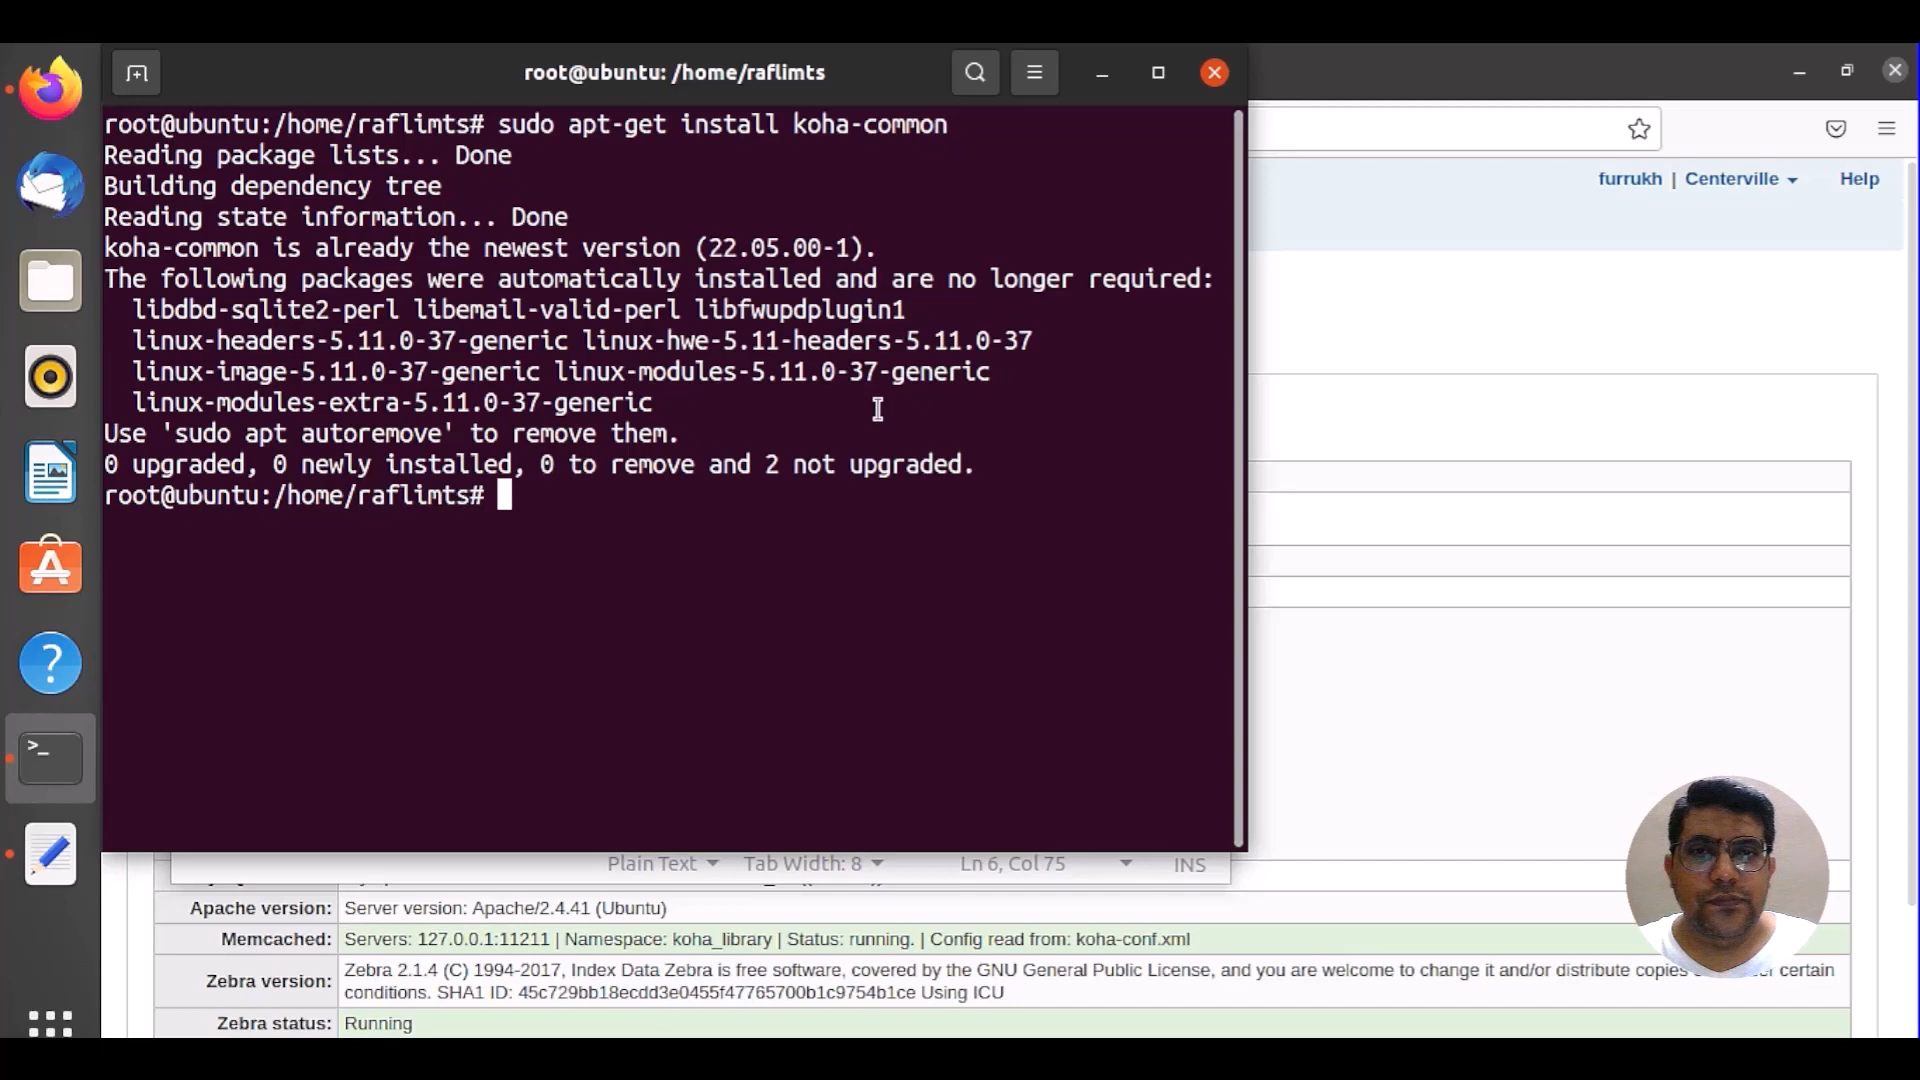 root@ubuntu: /home/raflimts
root@ubuntu:/home/raflimts# sudo apt-get install koha-common
Reading package lists... Done
Building dependency tree
Reading state information... Done
koha-common is already the newest version (22.05.00-1).
The following packages were automatically installed and are no longer required:
libdbd-sqlite2-perl libemail-valid-perl libfwupdplugin1
linux-headers-5.11.0-37-generic linux-hwe-5.11-headers-5.11.0-37
linux-image-5.11.0-37-generic linux-modules-5.11.0-37-generic
linux-modules-extra-5.11.0-37-generic
Use 'sudo apt autoremove' to remove them.
0 upgraded, 0 newly installed, 0 to remove and 2 not upgraded.
root@ubuntu:/home/raflimts#
furrukh | Centerville Help
Plain Text Tab Width: 8 Ln 6, Col 75 INS
Apache version: Server version: Apache/2.4.41 (Ubuntu)
Memcached: Servers: 127.0.0.1:11211 | Namespace: koha_library | Status: running. | Config read from: koha-conf.xml
Zebra version: Zebra 2.1.4 (C) 1994-2017, Index Data Zebra is free software, covered by the GNU General Public License, and you are welcome to change it and/or distribute copies certain
conditions. SHA1 ID: 45c729bb18ecdd3e0455f47765700b1c9754b1ce Using ICU
Zebra status: Running